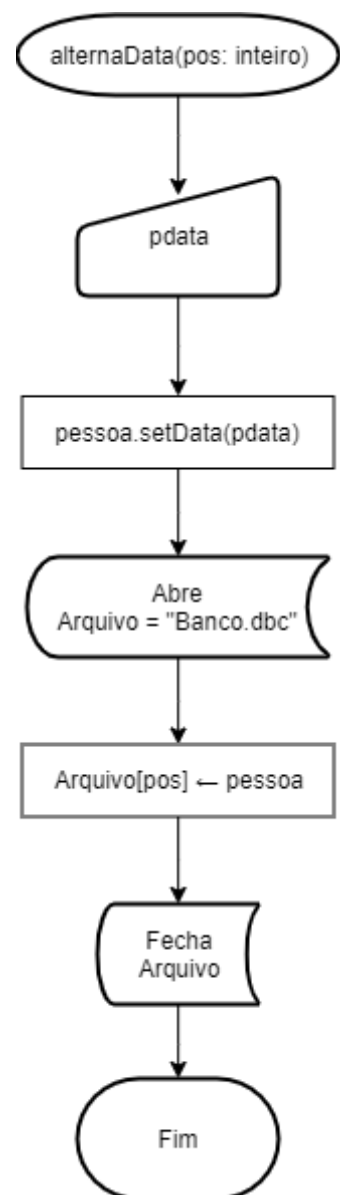 alternaData(pos: inteiro)
pdata
pessoa.setData(pdata)
Abre
Arquivo = "Banco.dbc"
Arquivo[pos] ← pessoa
Fecha
Arquivo
Fim